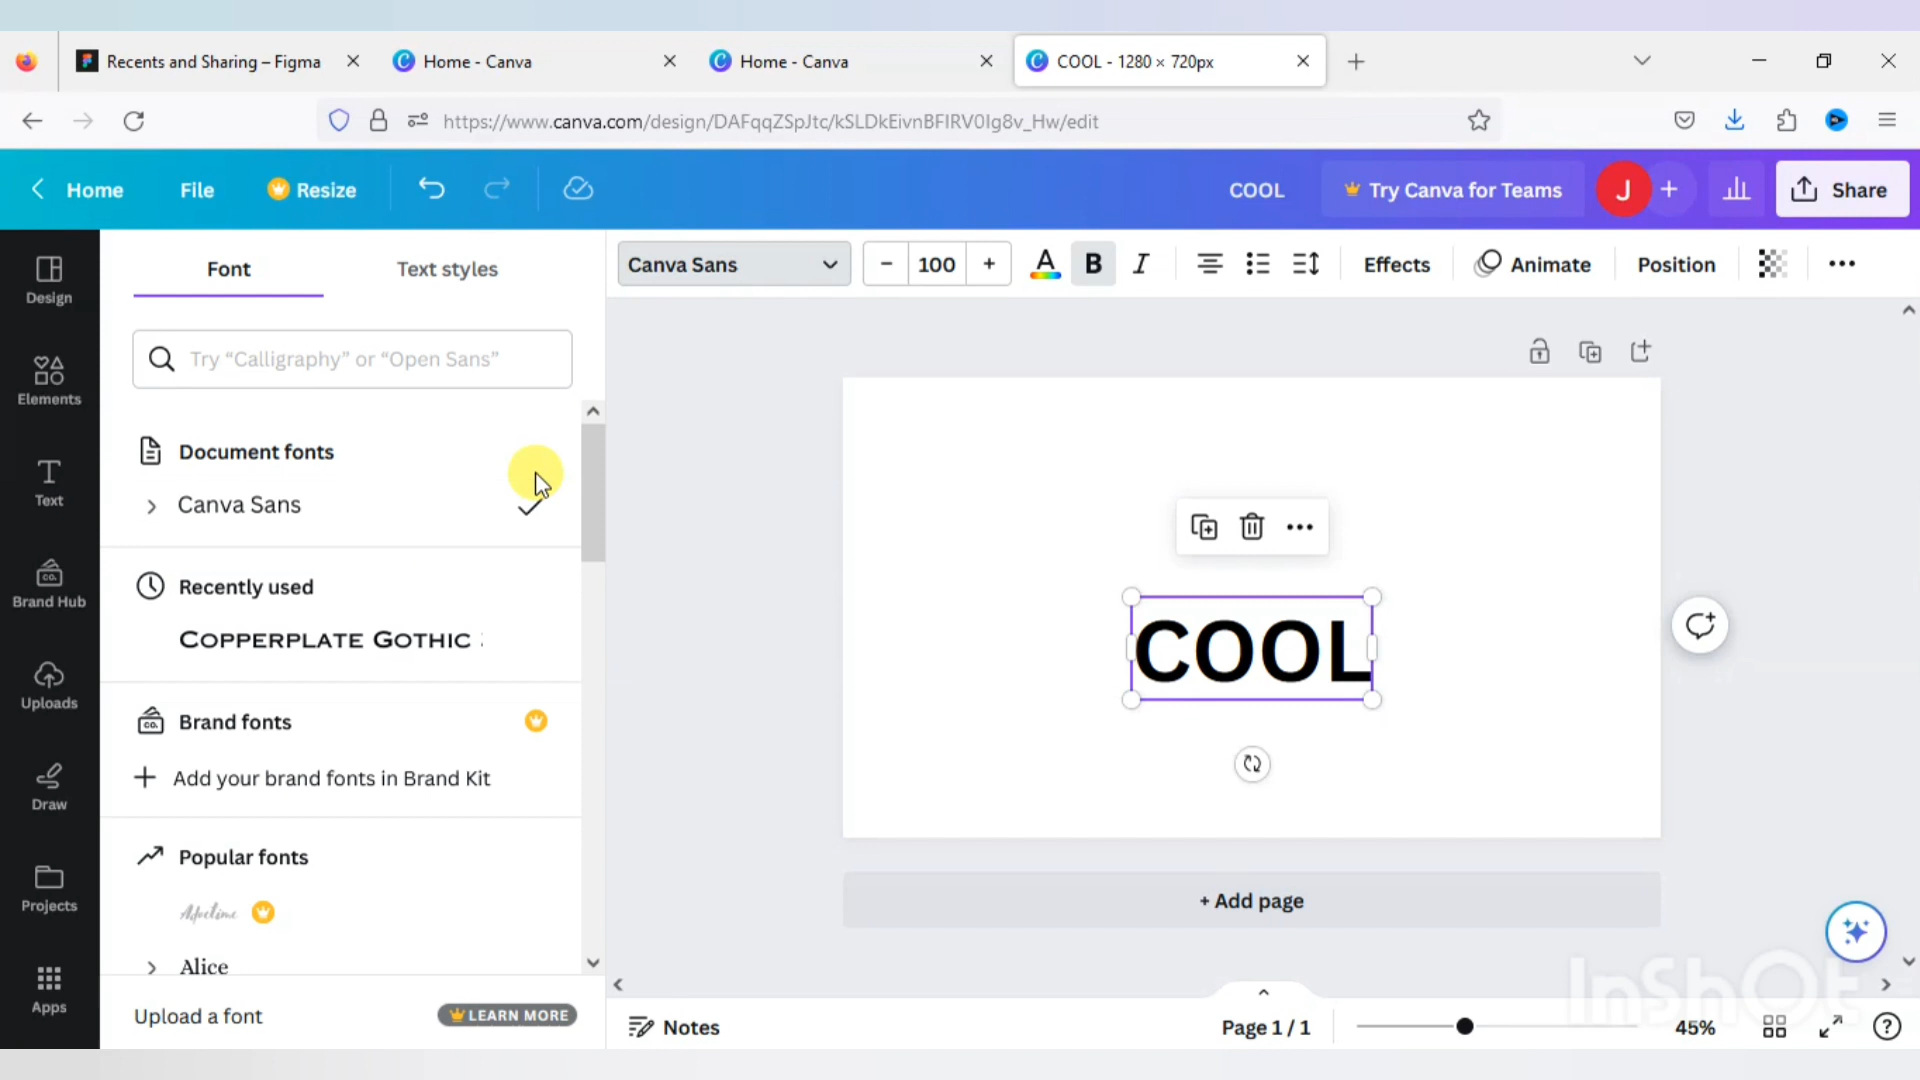 Recents and Sharing – Figma
Home - Canva
Home - Canva
COOL - 1280 × 720px
https://www.canva.com/design/DAFqqZSpJtc/kSLDkEivnBFIRV0Ig8v_Hw/edit
Home
File
Resize
COOL
Try Canva for Teams
J
Share
Design
Elements
Text
Brand Hub
Uploads
Draw
Projects
Apps
Font
Text styles
Try “Calligraphy” or “Open Sans”
Document fonts
Canva Sans
Recently used
Copperplate Gothic
Brand fonts
Add your brand fonts in Brand Kit
Popular fonts
Alice
Upload a font
LEARN MORE
Canva Sans
100
A
B
I
Effects
Animate
Position
COOL
+ Add page
InShOt
Notes
Page 1 / 1
45%